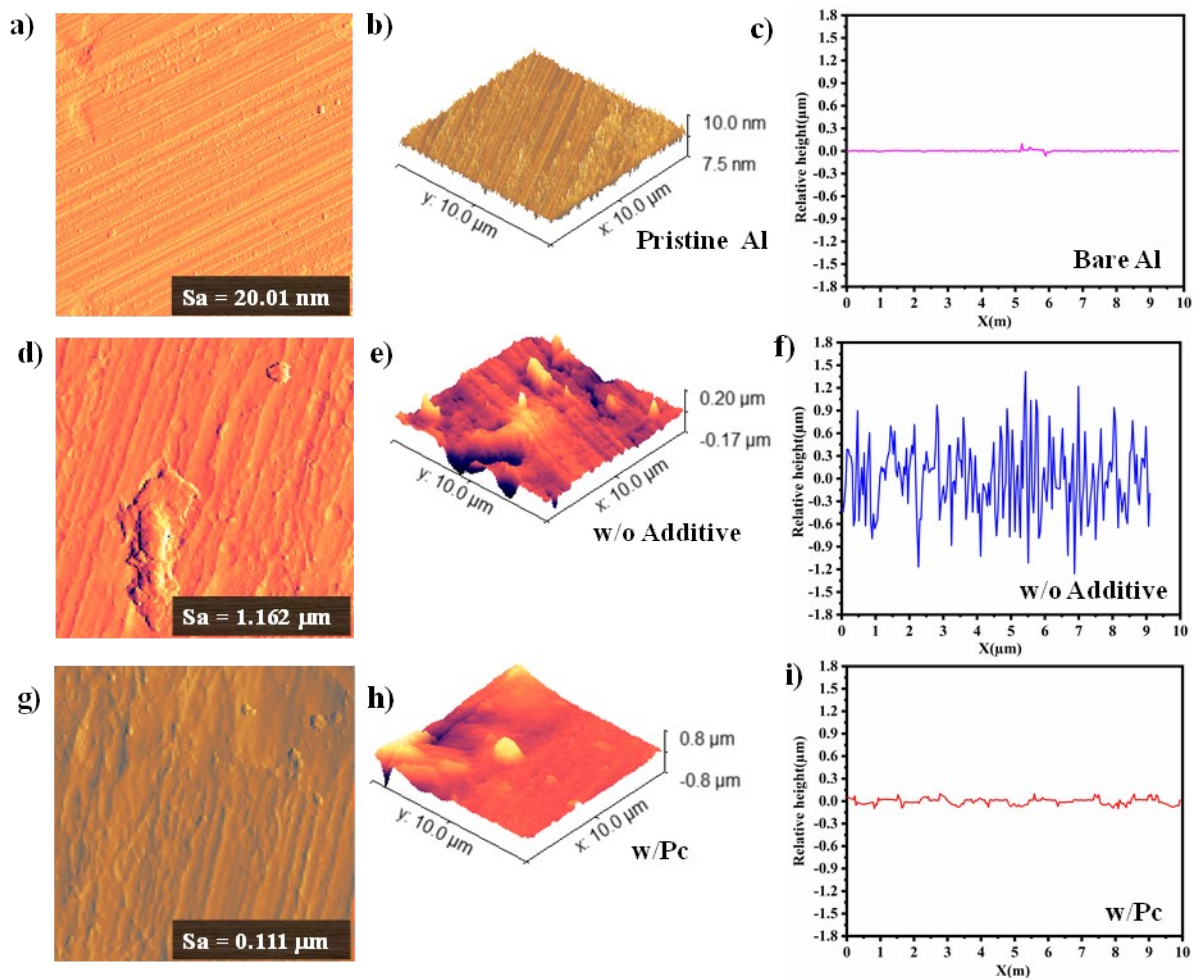 a)
Sa = 20.01 nm
b)
10.0 nm
7.5 nm
y: 10.0 µm
x: 10.0 µm
Pristine Al
c)
Relative height(µm)
1.8
1.5
1.2
0.9
0.6
0.3
0.0
-0.3
-0.6
-0.9
-1.2
-1.5
-1.8
0 1 2 3 4 5 6 7 8 9 10
X(m)
Bare Al
d)
Sa = 1.162 µm
e)
0.20 µm
-0.17 µm
y: 10.0 µm
x: 10.0 µm
w/o Additive
f)
Relative height(µm)
1.8
1.5
1.2
0.9
0.6
0.3
0.0
-0.3
-0.6
-0.9
-1.2
-1.5
-1.8
0 1 2 3 4 5 6 7 8 9 10
X(µm)
w/o Additive
g)
Sa = 0.111 µm
h)
0.8 µm
-0.8 µm
y: 10.0 µm
x: 10.0 µm
w/Pc
i)
Relative height(µm)
1.8
1.5
1.2
0.9
0.6
0.3
0.0
-0.3
-0.6
-0.9
-1.2
-1.5
-1.8
0 1 2 3 4 5 6 7 8 9 10
X(m)
w/Pc